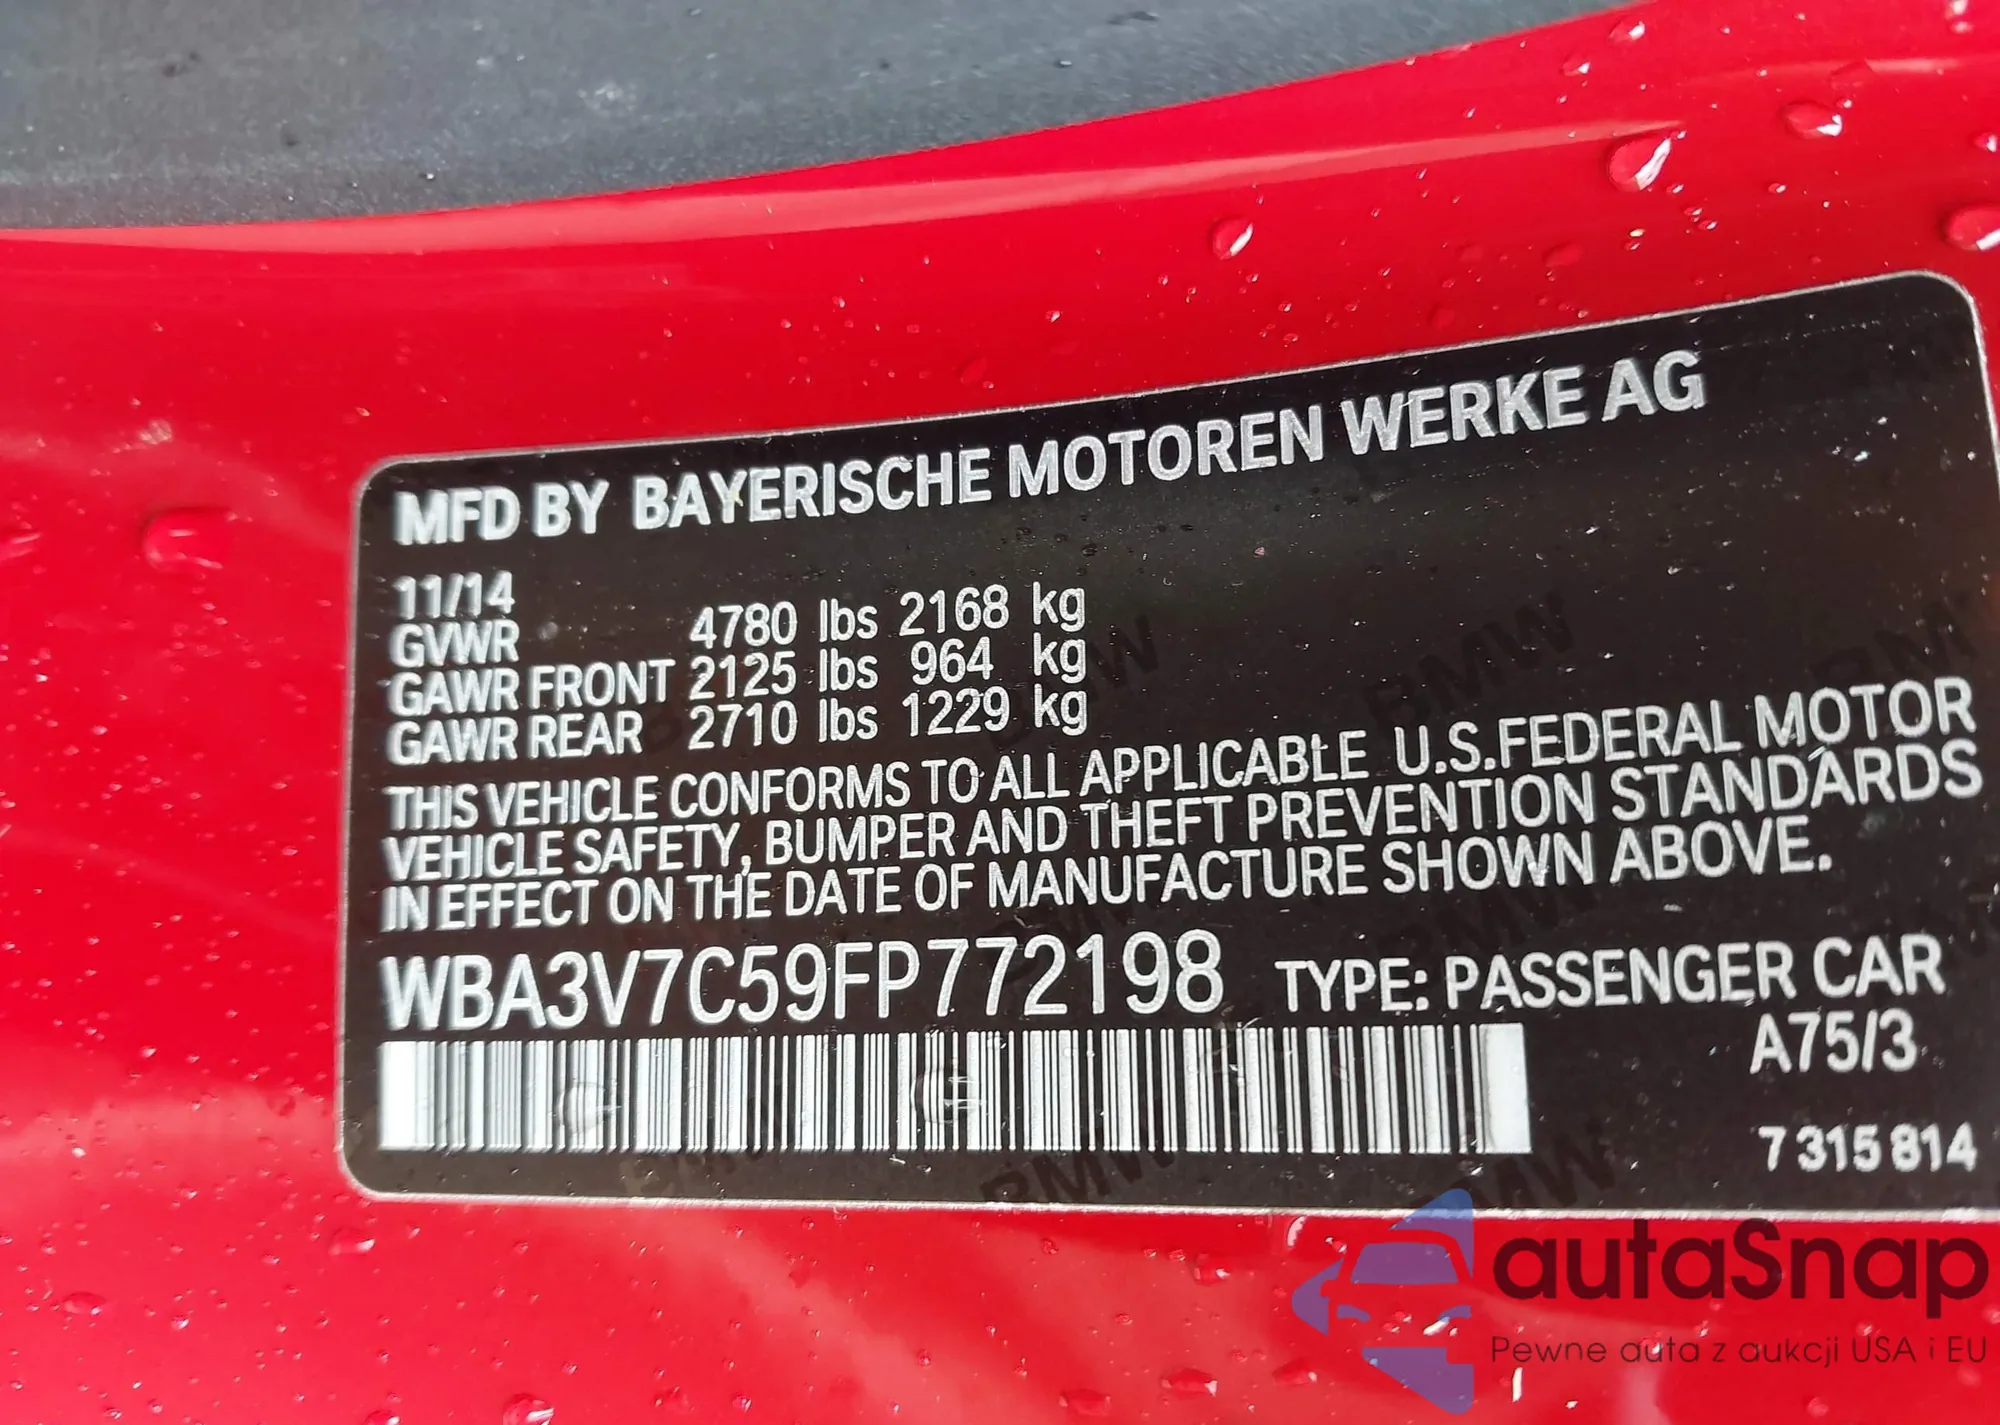 MFD BY BAYERISCHE MOTOREN WERKE AG
11/14
GVWR 4780 lbs 2168 kg
GAWR FRONT 2125 lbs 964 kg
GAWR REAR 2710 lbs 1229 kg
THIS VEHICLE CONFORMS TO ALL APPLICABLE U.S.FEDERAL MOTOR
VEHICLE SAFETY, BUMPER AND THEFT PREVENTION STANDARDS
IN EFFECT ON THE DATE OF MANUFACTURE SHOWN ABOVE.
WBA3V7C59FP772198 TYPE: PASSENGER CAR
A75/3
7 315 814
autaSnap
Pewne auta z aukcji USA i EU